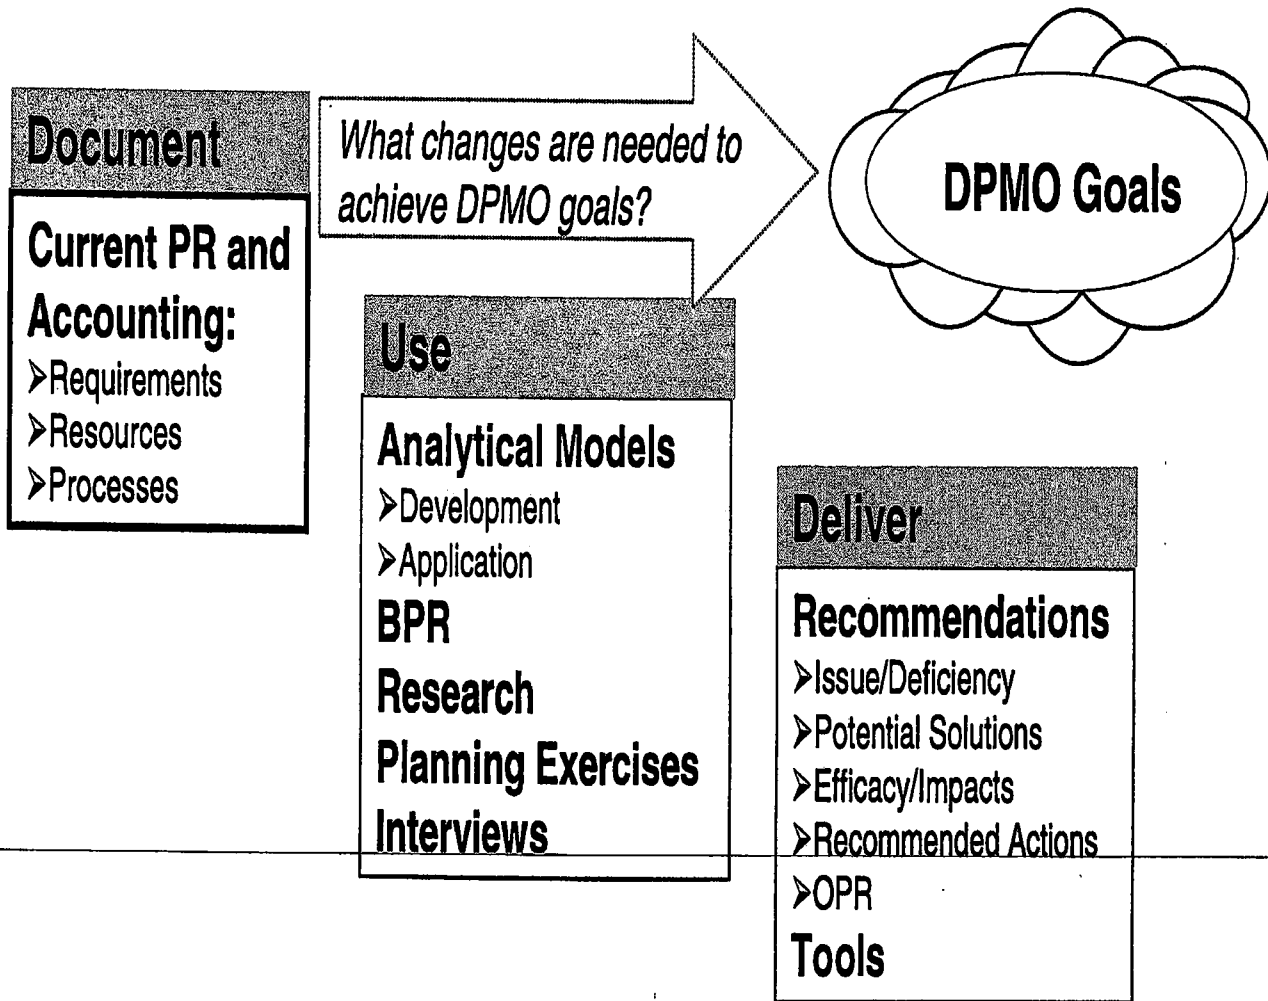 Document
Current PR and
Accounting:
➢Requirements
➢Resources
➢Processes
What changes are needed to
achieve DPMO goals?
DPMO Goals
Use
Analytical Models
➢Development
➢Application
BPR
Research
Planning Exercises
Interviews
Deliver
Recommendations
➢Issue/Deficiency
➢Potential Solutions
➢Efficacy/Impacts
➢Recommended Actions
➢OPR
Tools